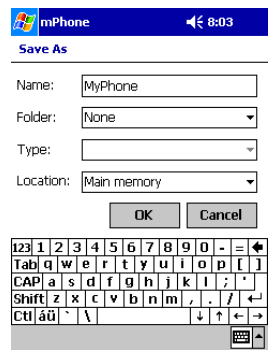 mPhone 8:03
Save As
Name: MyPhone
Folder: None
Type:
Location: Main memory
OK Cancel
123 1 2 3 4 5 6 7 8 9 0 - =
Tab q w e r t y u i o p [ ]
CAP a s d f g h j k l ; '
Shift z x c v b n m , . /
Ctl áü ` \